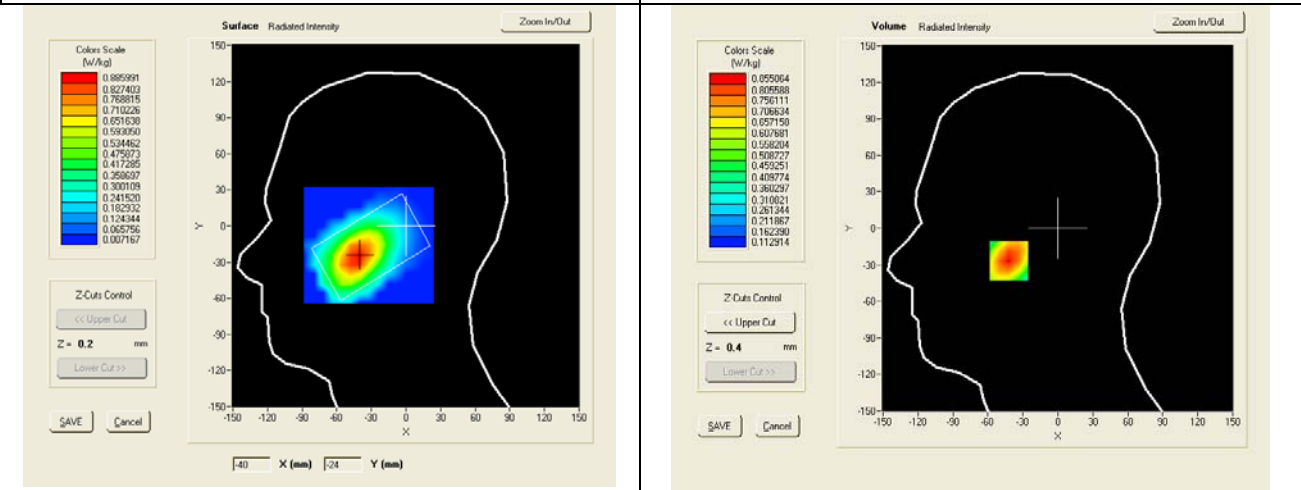 Surface Radiated Intensity
Zoom In/Out
Colors Scale
(W/kg)
0.885991
0.827403
0.768815
0.710226
0.651638
0.593050
0.534462
0.475873
0.417285
0.358697
0.300109
0.241520
0.182932
0.124344
0.065756
0.007167
Z-Cuts Control
<< Upper Cut
Z = 0.2 mm
Lower Cut >>
SAVE Cancel
150
120
90
60
30
0
-30
-60
-90
-120
-150
Y
-150 -120 -90 -60 -30 0 30 60 90 120 150
X
-40 X (mm) -24 Y (mm)
Volume Radiated Intensity
Zoom In/Out
Colors Scale
(W/kg)
0.855064
0.805588
0.756111
0.706634
0.657158
0.607681
0.558204
0.508727
0.459251
0.409774
0.360297
0.310821
0.261344
0.211867
0.162390
0.112914
Z-Cuts Control
<< Upper Cut
Z = 0.4 mm
Lower Cut >>
SAVE Cancel
150
120
90
60
30
0
-30
-60
-90
-120
-150
Y
-150 -120 -90 -60 -30 0 30 60 90 120 150
X